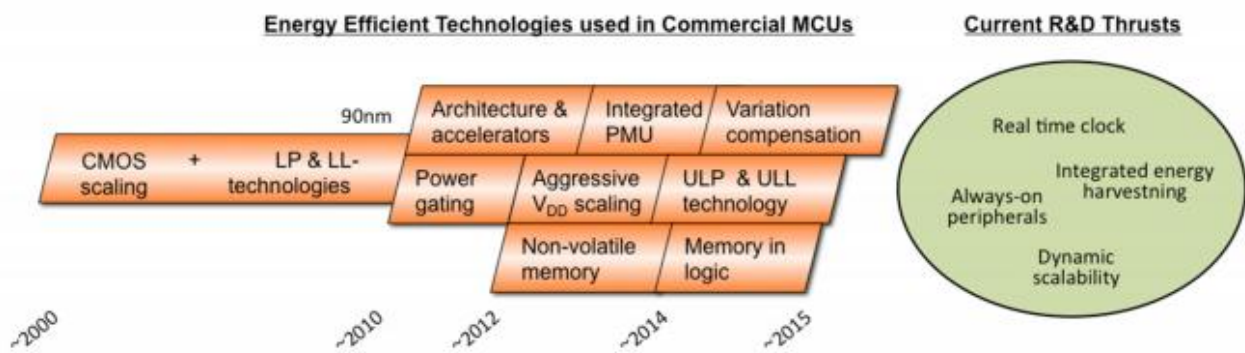 Energy Efficient Technologies used in Commercial MCUs
Current R&D Thrusts
90nm
CMOS + LP & LL-
scaling technologies
Architecture &
accelerators
Integrated
PMU
Variation
compensation
Power
gating
Aggressive
VDD scaling
ULP & ULL
technology
Non-volatile
memory
Memory in
logic
Real time clock
Integrated energy
harvestning
Always-on
peripherals
Dynamic
scalability
~2000
~2010
~2012
~2014
~2015